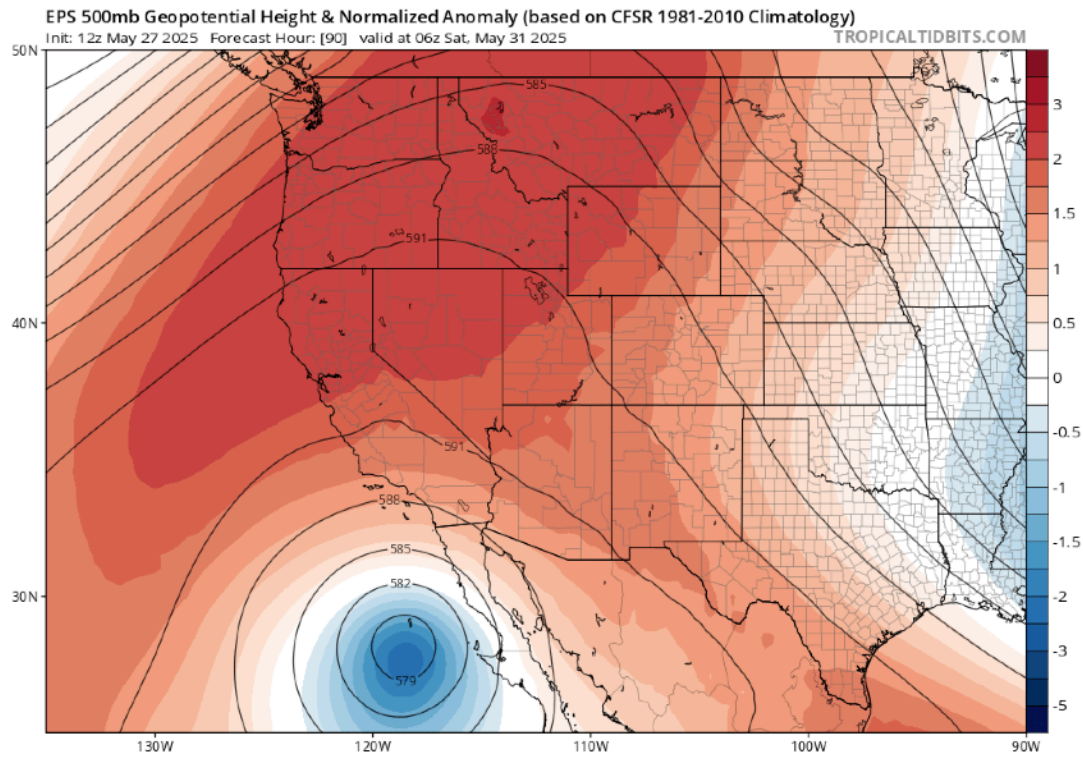 EPS 500mb Geopotential Height & Normalized Anomaly (based on CFSR 1981-2010 Climatology)
Init: 12z May 27 2025 Forecast Hour: [90] valid at 06z Sat, May 31 2025
TROPICALTIDBITS.COM
50N
40N
30N
130W
120W
110W
100W
90W
585
588
591
591
588
585
582
579
3
2
1.5
1
0.5
0
-0.5
-1
-1.5
-2
-3
-5